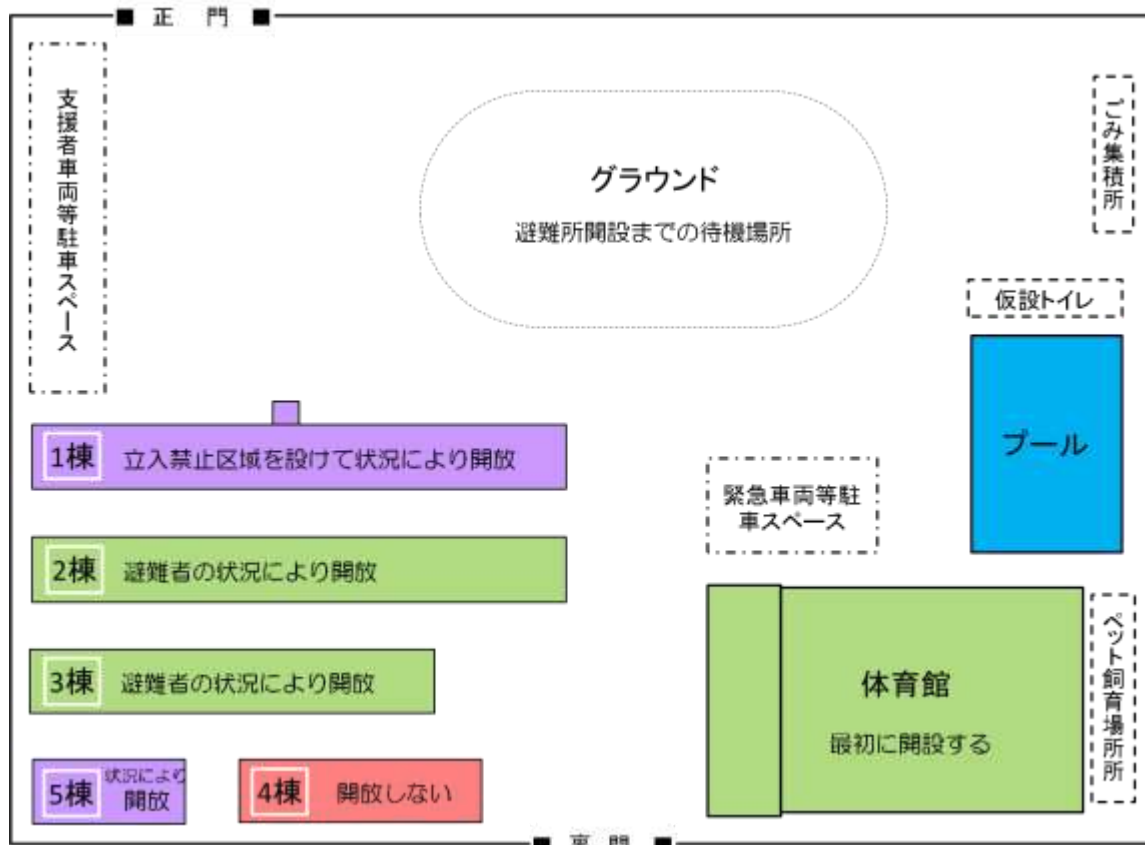 ■ 正 門 ■
支援者車両等駐車スペース
グラウンド
避難所開設までの待機場所
ごみ集積所
仮設トイレ
プール
1棟 立入禁止区域を設けて状況により開放
緊急車両等駐
車スペース
2棟 避難者の状況により開放
3棟 避難者の状況により開放
体育館
最初に開設する
ペット飼育場所所
5棟 状況により
開放
4棟 開放しない
■ 裏 門 ■